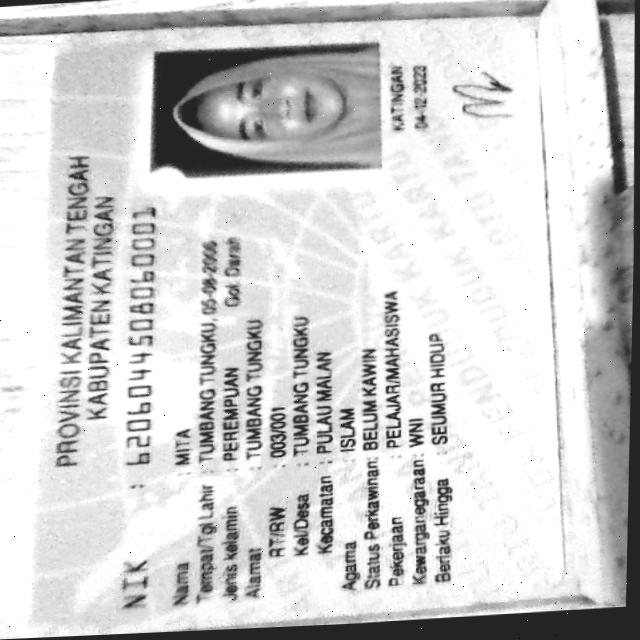 PROVINSI KALIMANTAN TENGAH
KABUPATEN KATINGAN
NIK : 6206044508060001
Nama : MITA
Tempat/Tgl Lahir : TUMBANG TUNGKU, 05-08-2006
Jenis kelamin : PEREMPUAN Gol. Darah
Alamat : TUMBANG TUNGKU
RT/RW : 003/001
Kel/Desa : TUMBANG TUNGKU
Kecamatan : PULAU MALAN
Agama : ISLAM
Status Perkawinan: BELUM KAWIN
Pekerjaan : PELAJAR/MAHASISWA
Kewarganegaraan: WNI
Berlaku Hingga : SEUMUR HIDUP
KATINGAN
04-12-2023